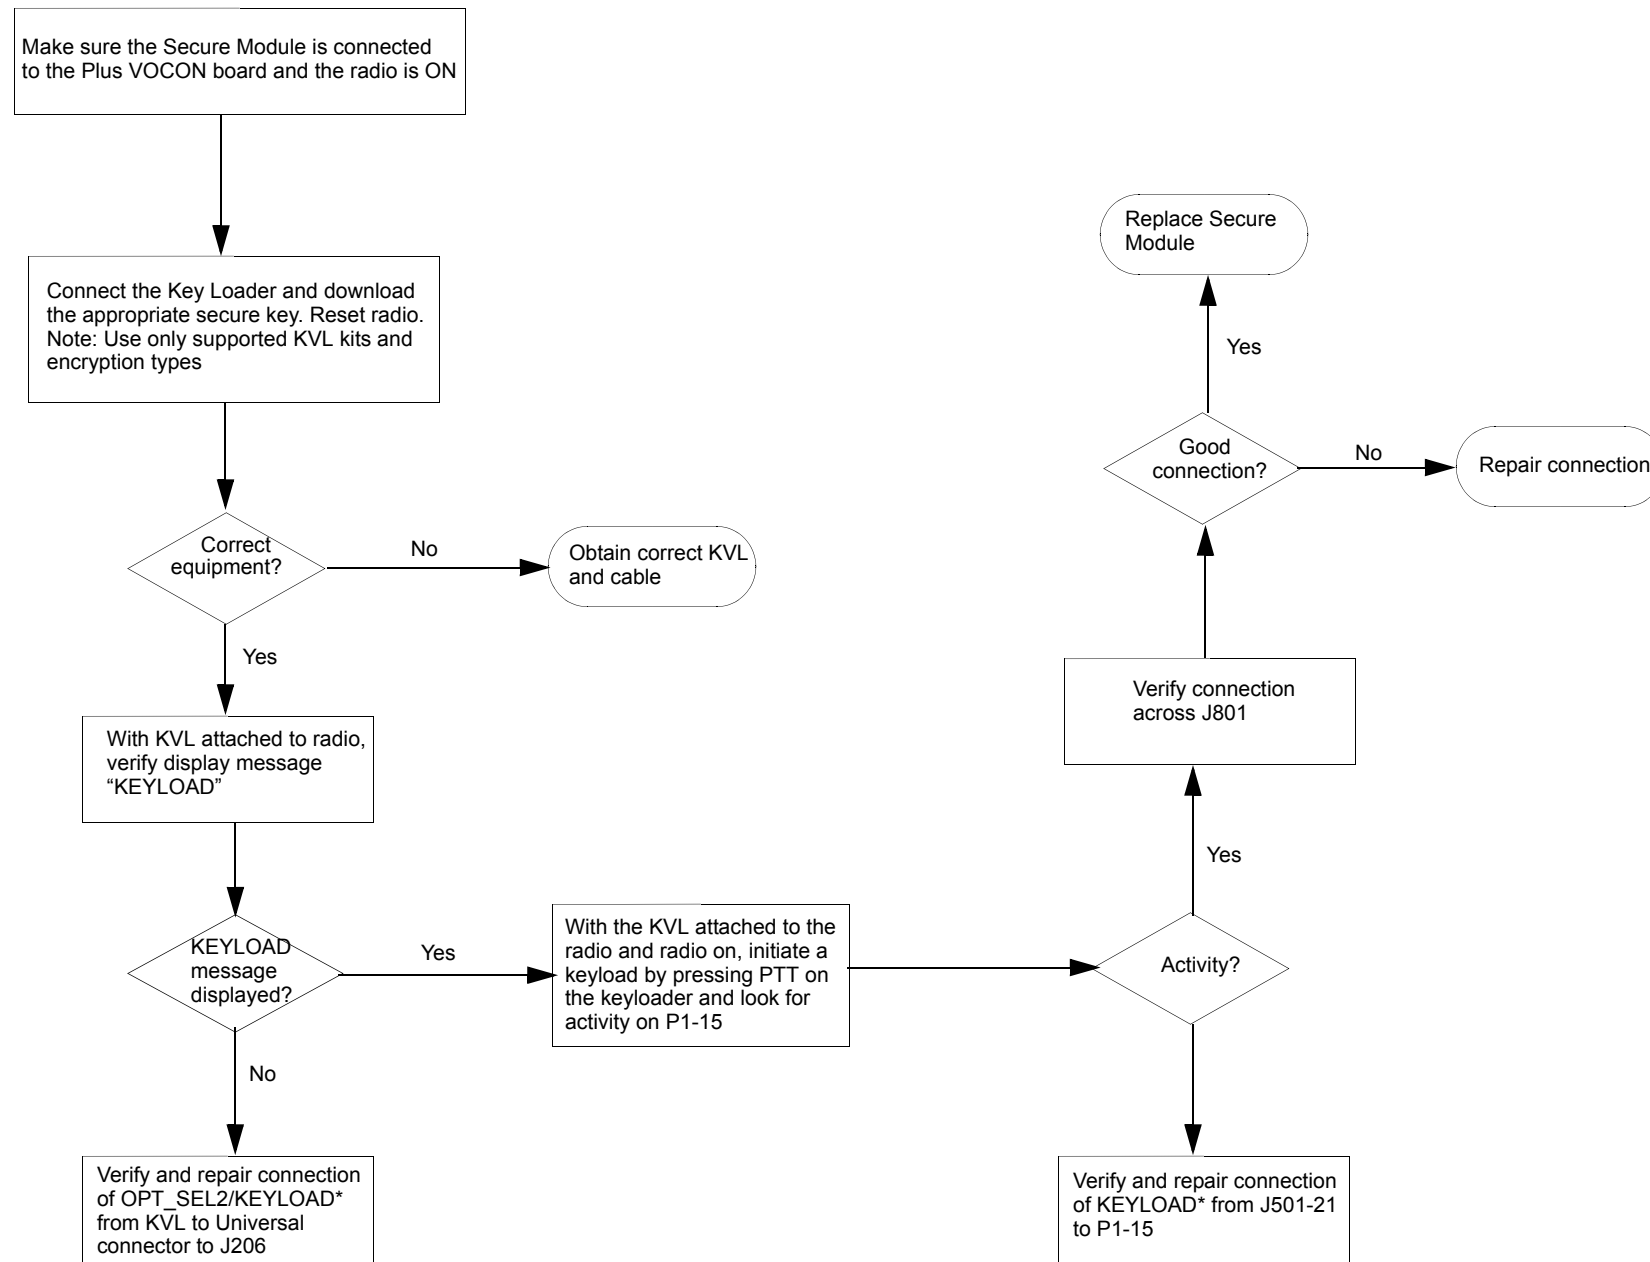 Make sure the Secure Module is connected
to the Plus VOCON board and the radio is ON
Connect the Key Loader and download
the appropriate secure key. Reset radio.
Note: Use only supported KVL kits and
encryption types
Correct
equipment?
No
Obtain correct KVL
and cable
Yes
With KVL attached to radio,
verify display message
“KEYLOAD”
KEYLOAD
message
displayed?
Yes
With the KVL attached to the
radio and radio on, initiate a
keyload by pressing PTT on
the keyloader and look for
activity on P1-15
No
Verify and repair connection
of OPT_SEL2/KEYLOAD*
from KVL to Universal
connector to J206
Activity?
Yes
Verify connection
across J801
Good
connection?
Yes
Replace Secure
Module
No
Repair connection
Verify and repair connection
of KEYLOAD* from J501-21
to P1-15